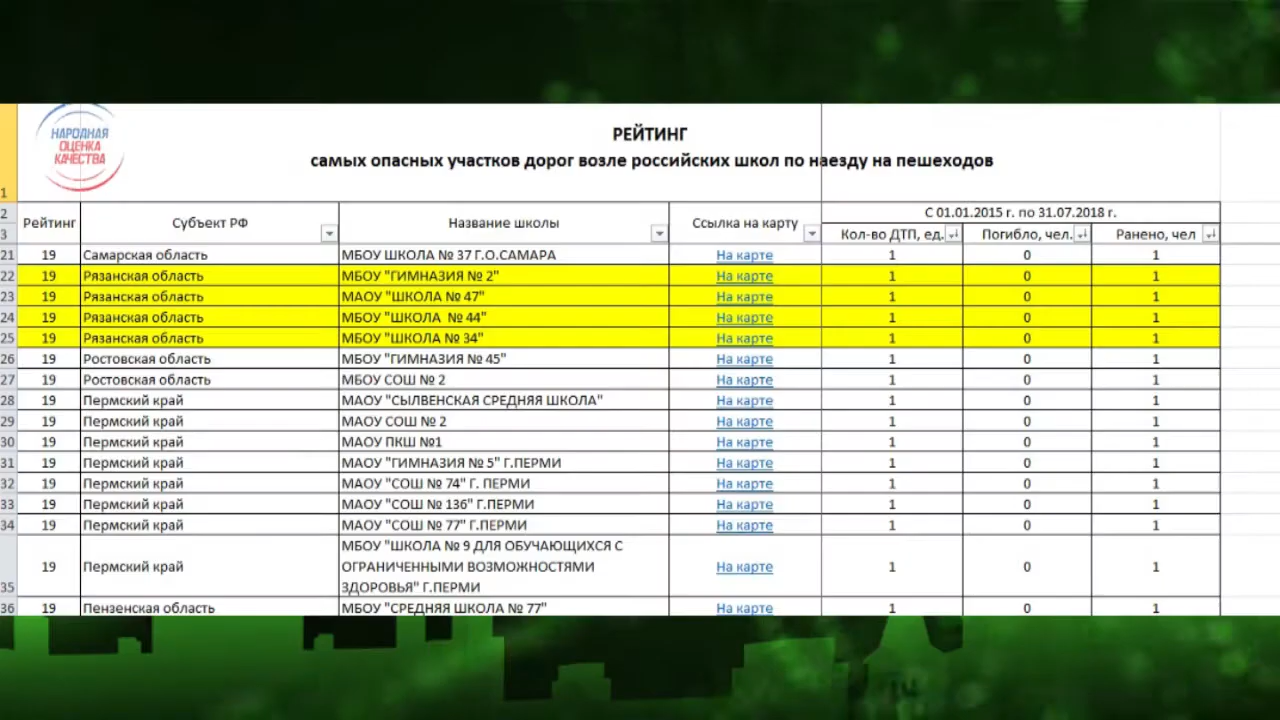 НАРОДНАЯ
ОЦЕНКА
КАЧЕСТВА
РЕЙТИНГ
самых опасных участков дорог возле российских школ по наезду на пешеходов
1
2 Рейтинг Субъект РФ Название школы Ссылка на карту С 01.01.2015 г. по 31.07.2018 г.
3 Кол-во ДТП, ед. Погибло, чел. Ранено, чел
21 19 Самарская область МБОУ ШКОЛА № 37 Г.О.САМАРА На карте 1 0 1
22 19 Рязанская область МБОУ "ГИМНАЗИЯ № 2" На карте 1 0 1
23 19 Рязанская область МАОУ "ШКОЛА № 47" На карте 1 0 1
24 19 Рязанская область МБОУ "ШКОЛА № 44" На карте 1 0 1
25 19 Рязанская область МБОУ "ШКОЛА № 34" На карте 1 0 1
26 19 Ростовская область МБОУ "ГИМНАЗИЯ № 45" На карте 1 0 1
27 19 Ростовская область МБОУ СОШ № 2 На карте 1 0 1
28 19 Пермский край МАОУ "СЫЛВЕНСКАЯ СРЕДНЯЯ ШКОЛА" На карте 1 0 1
29 19 Пермский край МАОУ СОШ № 2 На карте 1 0 1
30 19 Пермский край МАОУ ПКШ №1 На карте 1 0 1
31 19 Пермский край МАОУ "ГИМНАЗИЯ № 5" Г.ПЕРМИ На карте 1 0 1
32 19 Пермский край МАОУ "СОШ № 74" Г. ПЕРМИ На карте 1 0 1
33 19 Пермский край МАОУ "СОШ № 136" Г.ПЕРМИ На карте 1 0 1
34 19 Пермский край МАОУ "СОШ № 77" Г.ПЕРМИ На карте 1 0 1
МБОУ "ШКОЛА № 9 ДЛЯ ОБУЧАЮЩИХСЯ С
19 Пермский край ОГРАНИЧЕННЫМИ ВОЗМОЖНОСТЯМИ На карте 1 0 1
35 ЗДОРОВЬЯ" Г.ПЕРМИ
36 19 Пензенская область МБОУ "СРЕДНЯЯ ШКОЛА № 77" На карте 1 0 1